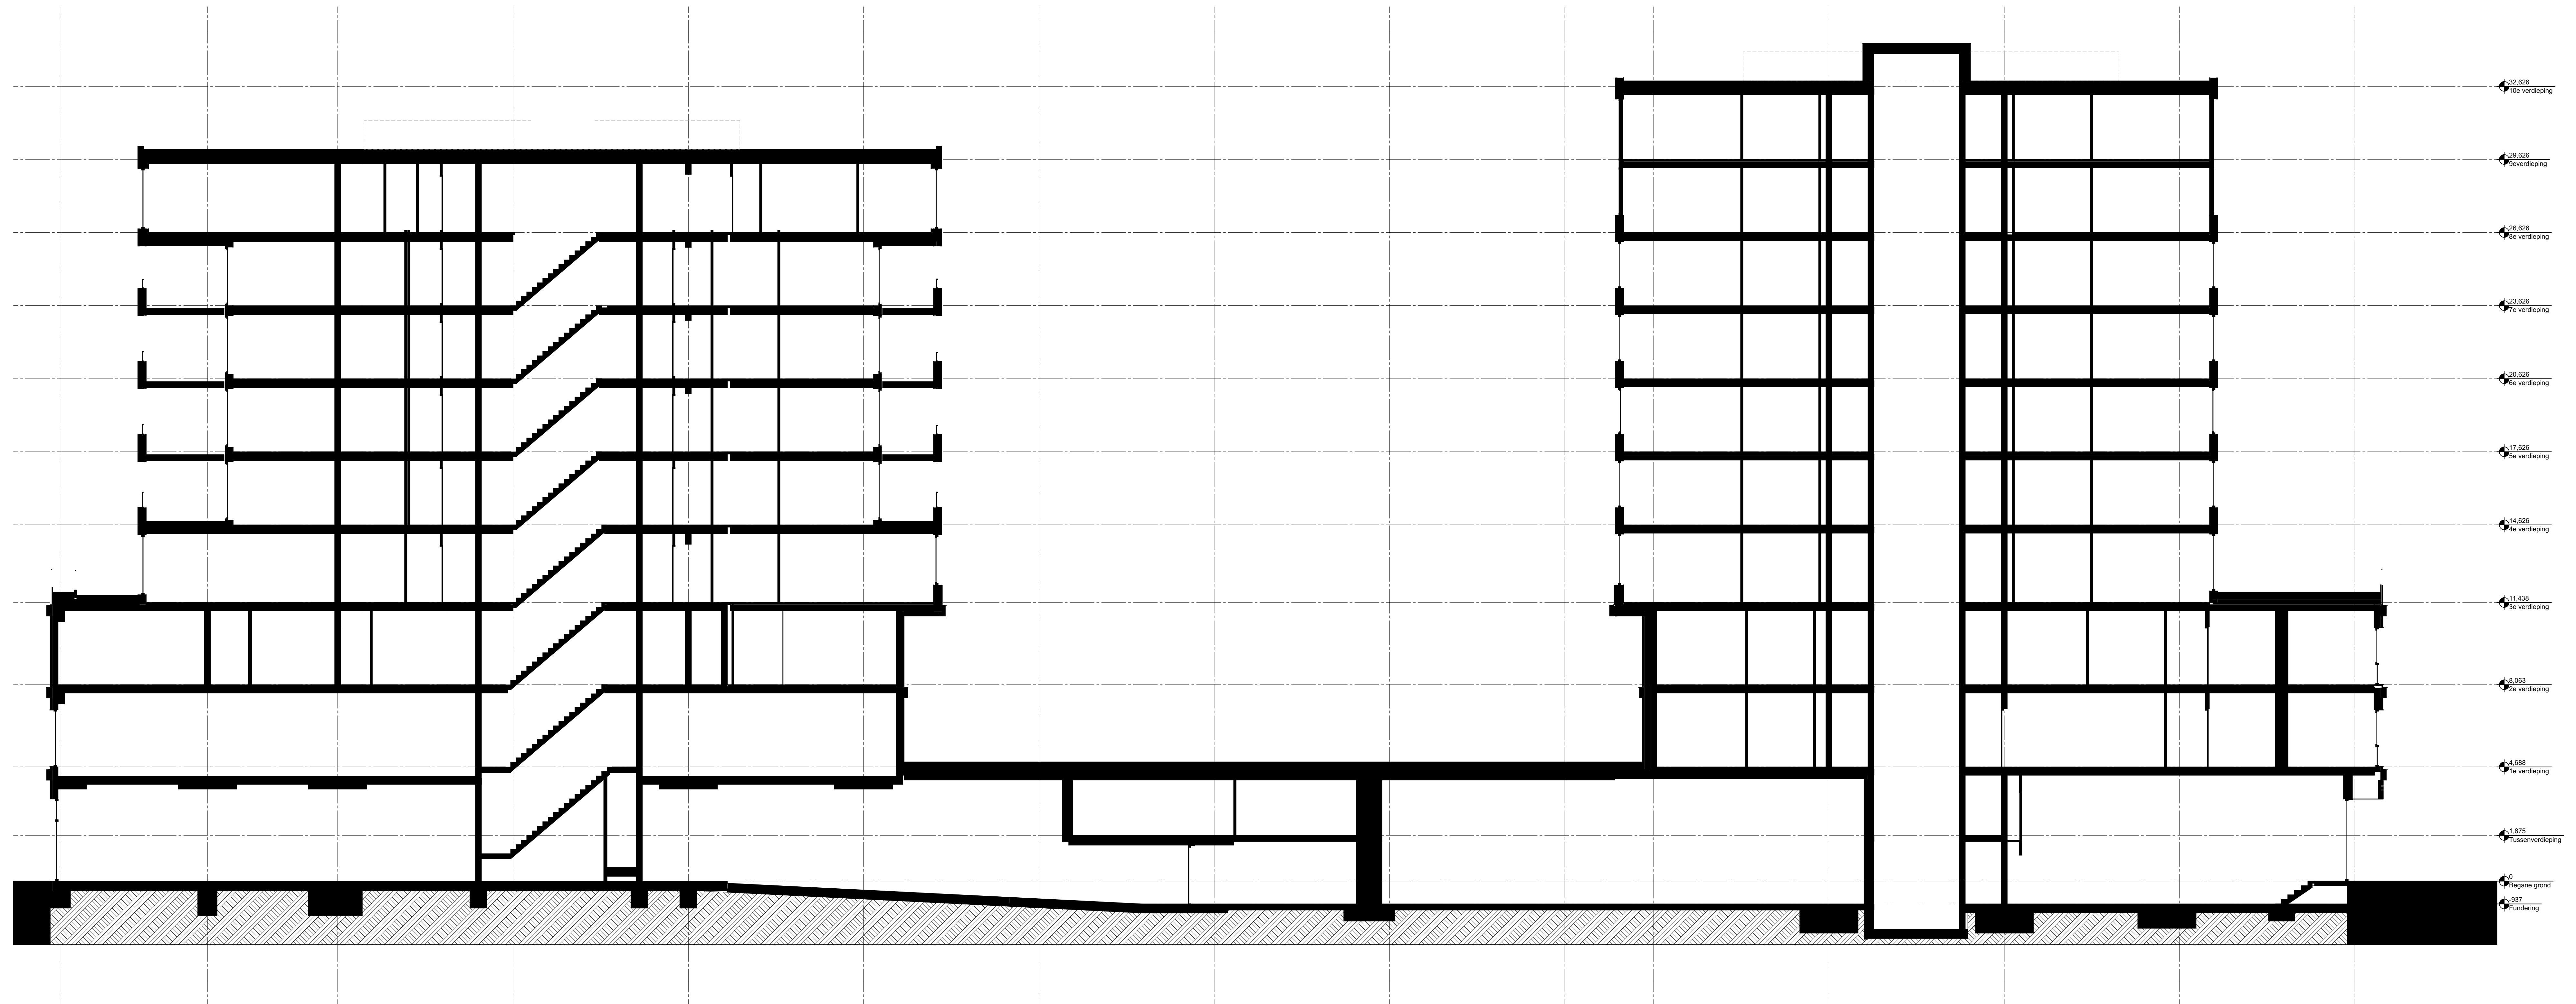 32,626
10e verdieping
29,626
9everdieping
26,626
8e verdieping
23,626
7e verdieping
20,626
6e verdieping
17,626
5e verdieping
14,626
4e verdieping
11,438
3e verdieping
8,063
2e verdieping
4,688
1e verdieping
1,875
Tussenverdieping
0
Begane grond
-937
Fundering